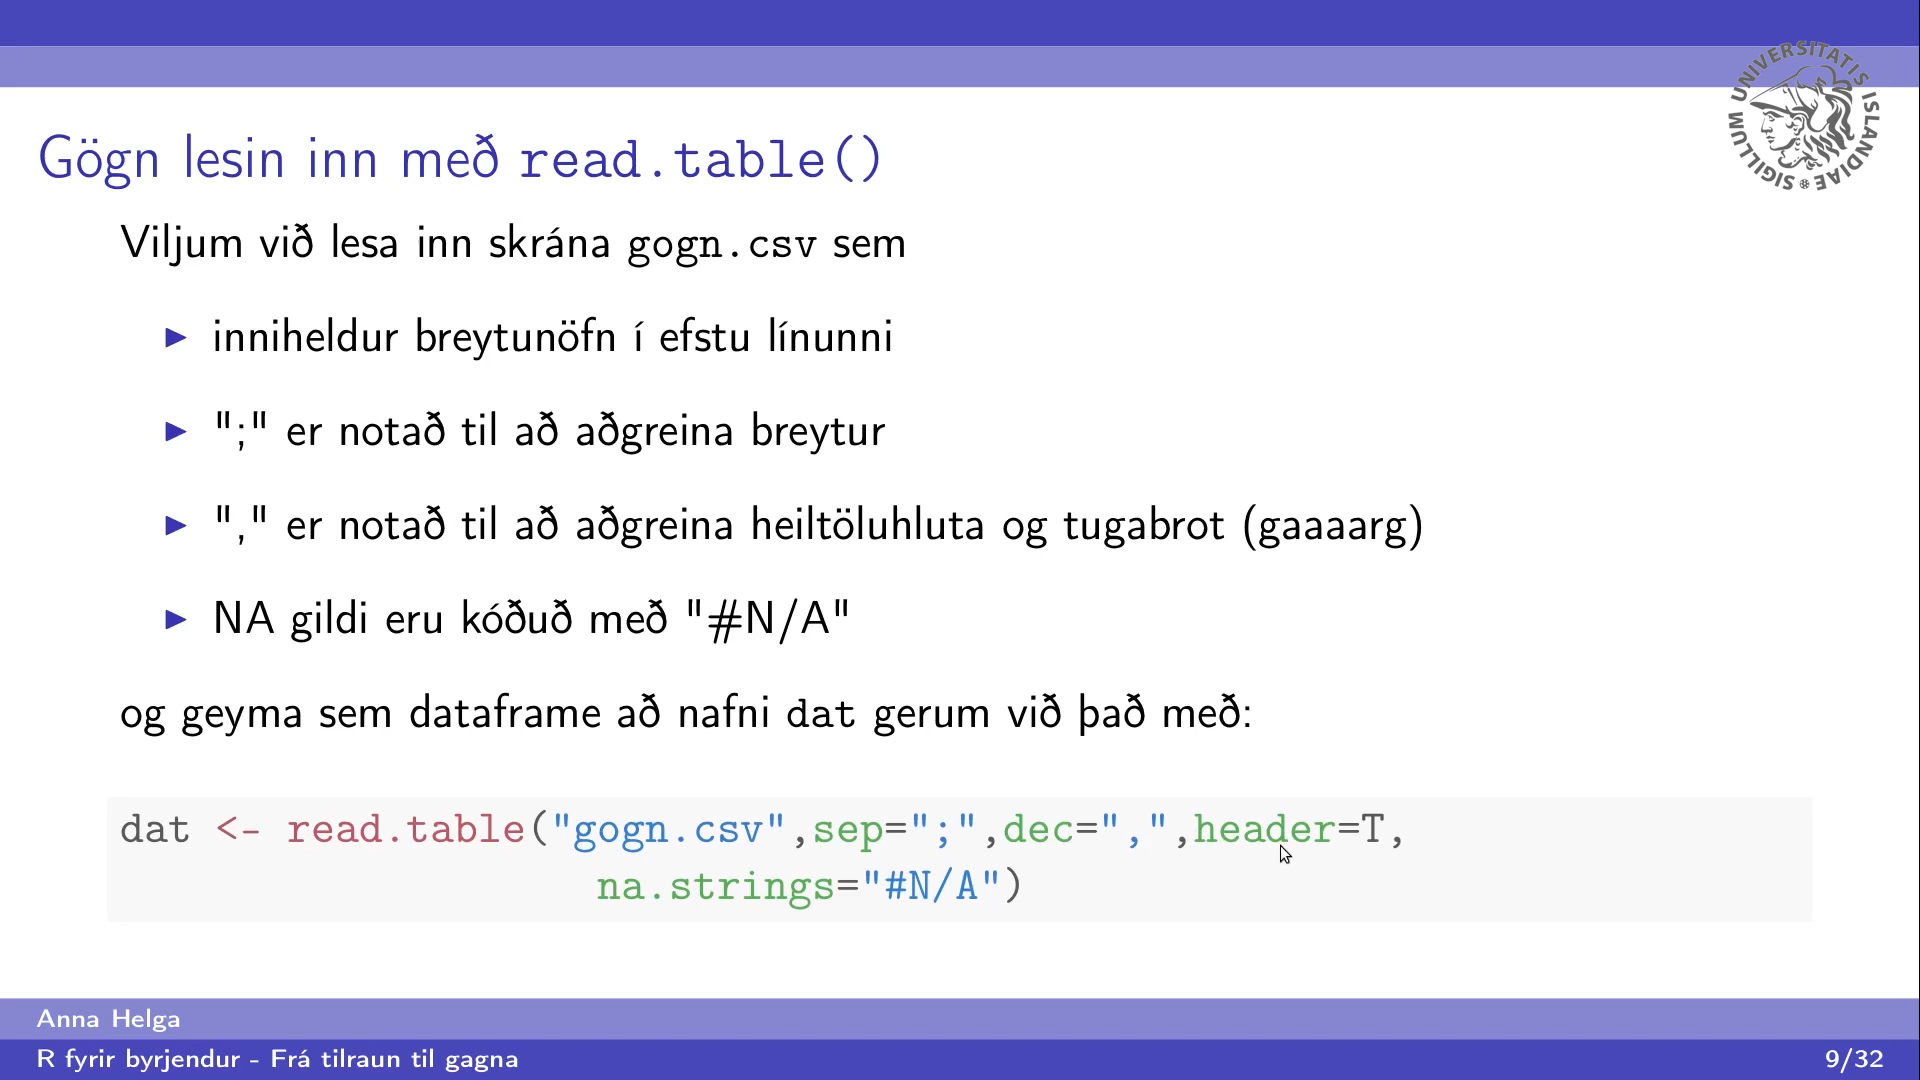 SIGILLUM UNIVERSITATIS ISLANDIAE
Gögn lesin inn með read.table()
Viljum við lesa inn skrána gogn.csv sem
inniheldur breytunöfn í efstu línunni
";" er notað til að aðgreina breytur
"," er notað til að aðgreina heiltöluhluta og tugabrot (gaaaarg)
NA gildi eru kóðuð með "#N/A"
og geyma sem dataframe að nafni dat gerum við það með:
dat <- read.table("gogn.csv",sep=";",dec=",",header=T,
na.strings="#N/A")
Anna Helga
R fyrir byrjendur - Frá tilraun til gagna
9/32